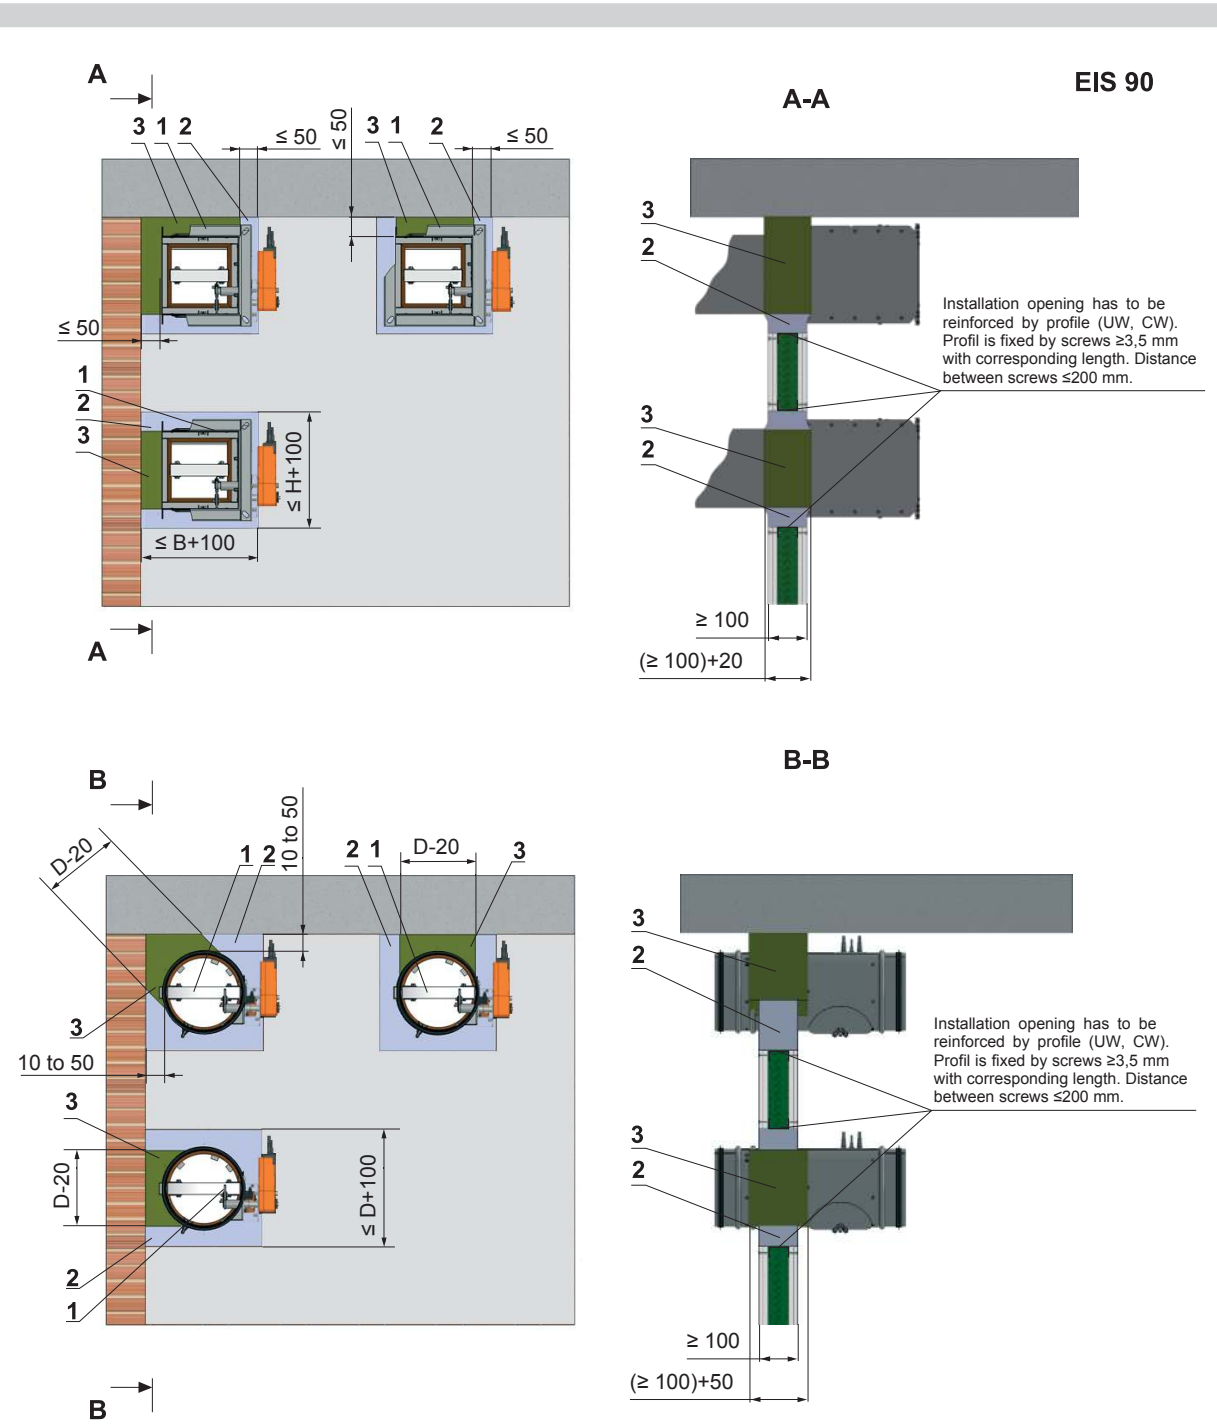 EIS 90
A
A-A
3 1 2
≤ 50
≤ 50
3 1 2
≤ 50
3
2
Installation opening has to be
reinforced by profile (UW, CW).
Profil is fixed by screws ≥3,5 mm
with corresponding length. Distance
between screws ≤200 mm.
≤ 50
1
2
3
≤ H+100
≤ B+100
3
2
≥ 100
(≥ 100)+20
A
B-B
B
D-20
1 2
10 to 50
2 1
D-20
3
3
2
Installation opening has to be
reinforced by profile (UW, CW).
Profil is fixed by screws ≥3,5 mm
with corresponding length. Distance
between screws ≤200 mm.
3
10 to 50
3
D-20
≤ D+100
2
1
3
2
≥ 100
(≥ 100)+50
B